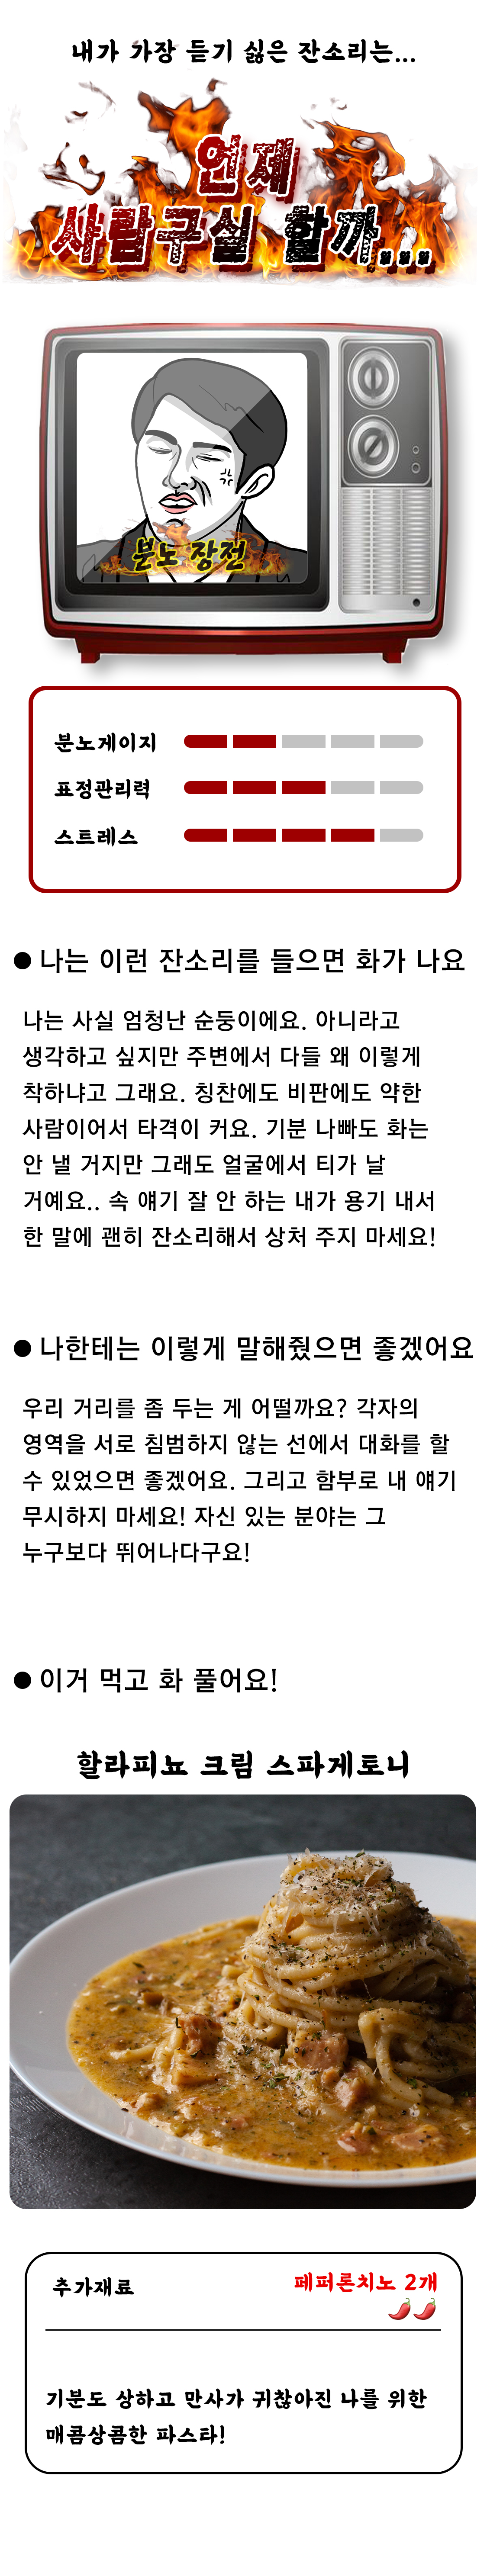 내가 가장 듣기 싫은 잔소리는...
언제
사람구실 할까...
분노 장전
분노게이지
표정관리력
스트레스
● 나는 이런 잔소리를 들으면 화가 나요
나는 사실 엄청난 순둥이에요. 아니라고
생각하고 싶지만 주변에서 다들 왜 이렇게
착하냐고 그래요. 칭찬에도 비판에도 약한
사람이어서 타격이 커요. 기분 나빠도 화는
안 낼 거지만 그래도 얼굴에서 티가 날
거예요.. 속 얘기 잘 안 하는 내가 용기 내서
한 말에 괜히 잔소리해서 상처 주지 마세요!
● 나한테는 이렇게 말해줬으면 좋겠어요
우리 거리를 좀 두는 게 어떨까요? 각자의
영역을 서로 침범하지 않는 선에서 대화를 할
수 있었으면 좋겠어요. 그리고 함부로 내 얘기
무시하지 마세요! 자신 있는 분야는 그
누구보다 뛰어나다구요!
● 이거 먹고 화 풀어요!
할라피뇨 크림 스파게토니
추가재료
페퍼론치노 2개
🌶️🌶️
기분도 상하고 만사가 귀찮아진 나를 위한
매콤상콤한 파스타!